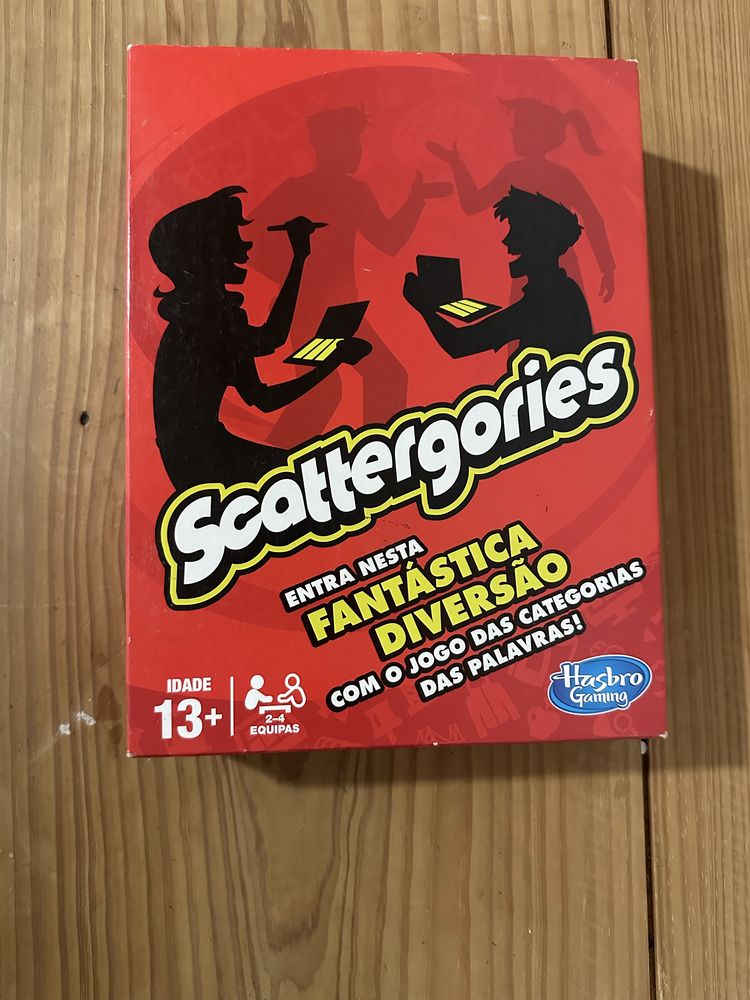 Scattergories
ENTRA NESTA
FANTÁSTICA
DIVERSÃO
COM O JOGO DAS CATEGORIAS
DAS PALAVRAS!
IDADE
13+
2-4
EQUIPAS
Hasbro
Gaming